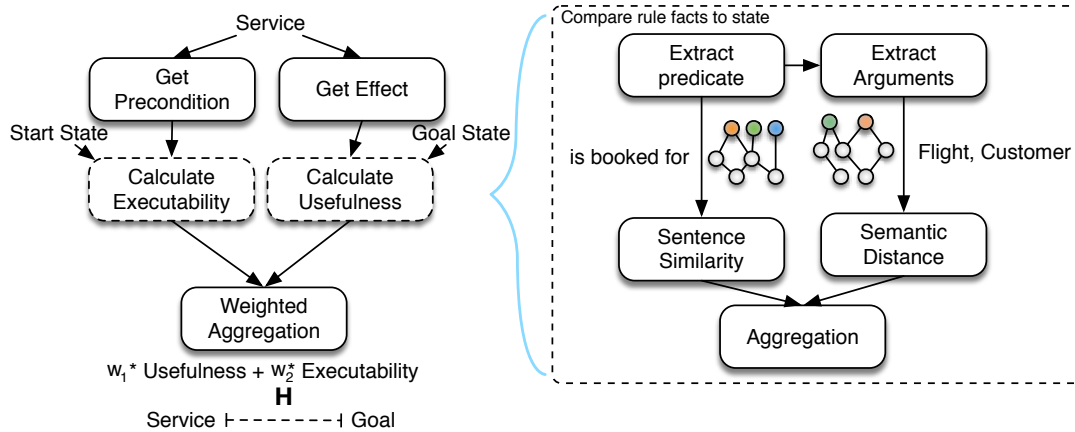 Service
Get
Precondition
Get Effect
Start State
Goal State
Calculate
Executability
Calculate
Usefulness
Weighted
Aggregation
w1* Usefulness + w2* Executability
H
Service
Goal
Compare rule facts to state
Extract
predicate
Extract
Arguments
is booked for
Flight, Customer
Sentence
Similarity
Semantic
Distance
Aggregation